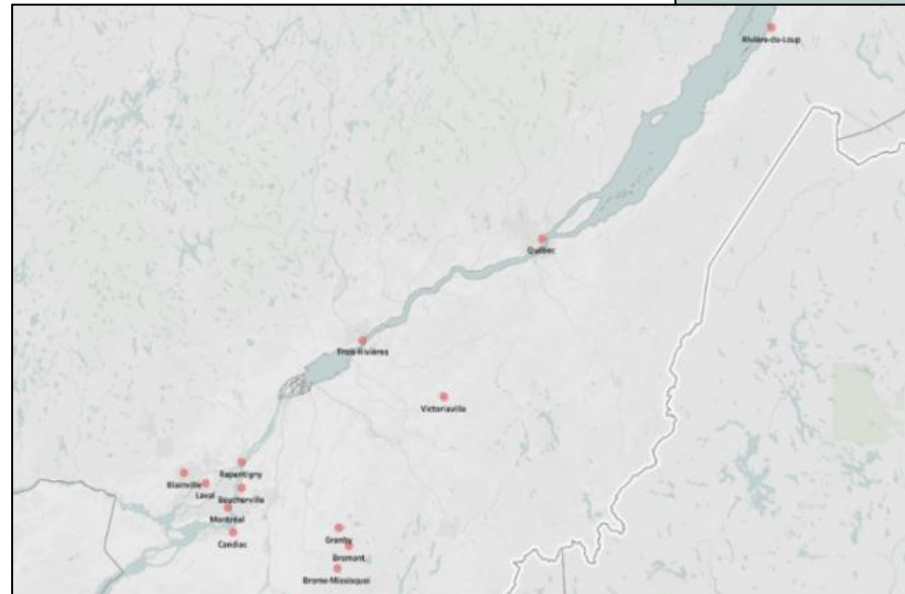 Rivière-du-Loup
Québec
Trois-Rivières
Victoriaville
Repentigny
Blainville
Laval
Boucherville
Montréal
Candiac
Granby
Bromont
Brome-Missisquoi